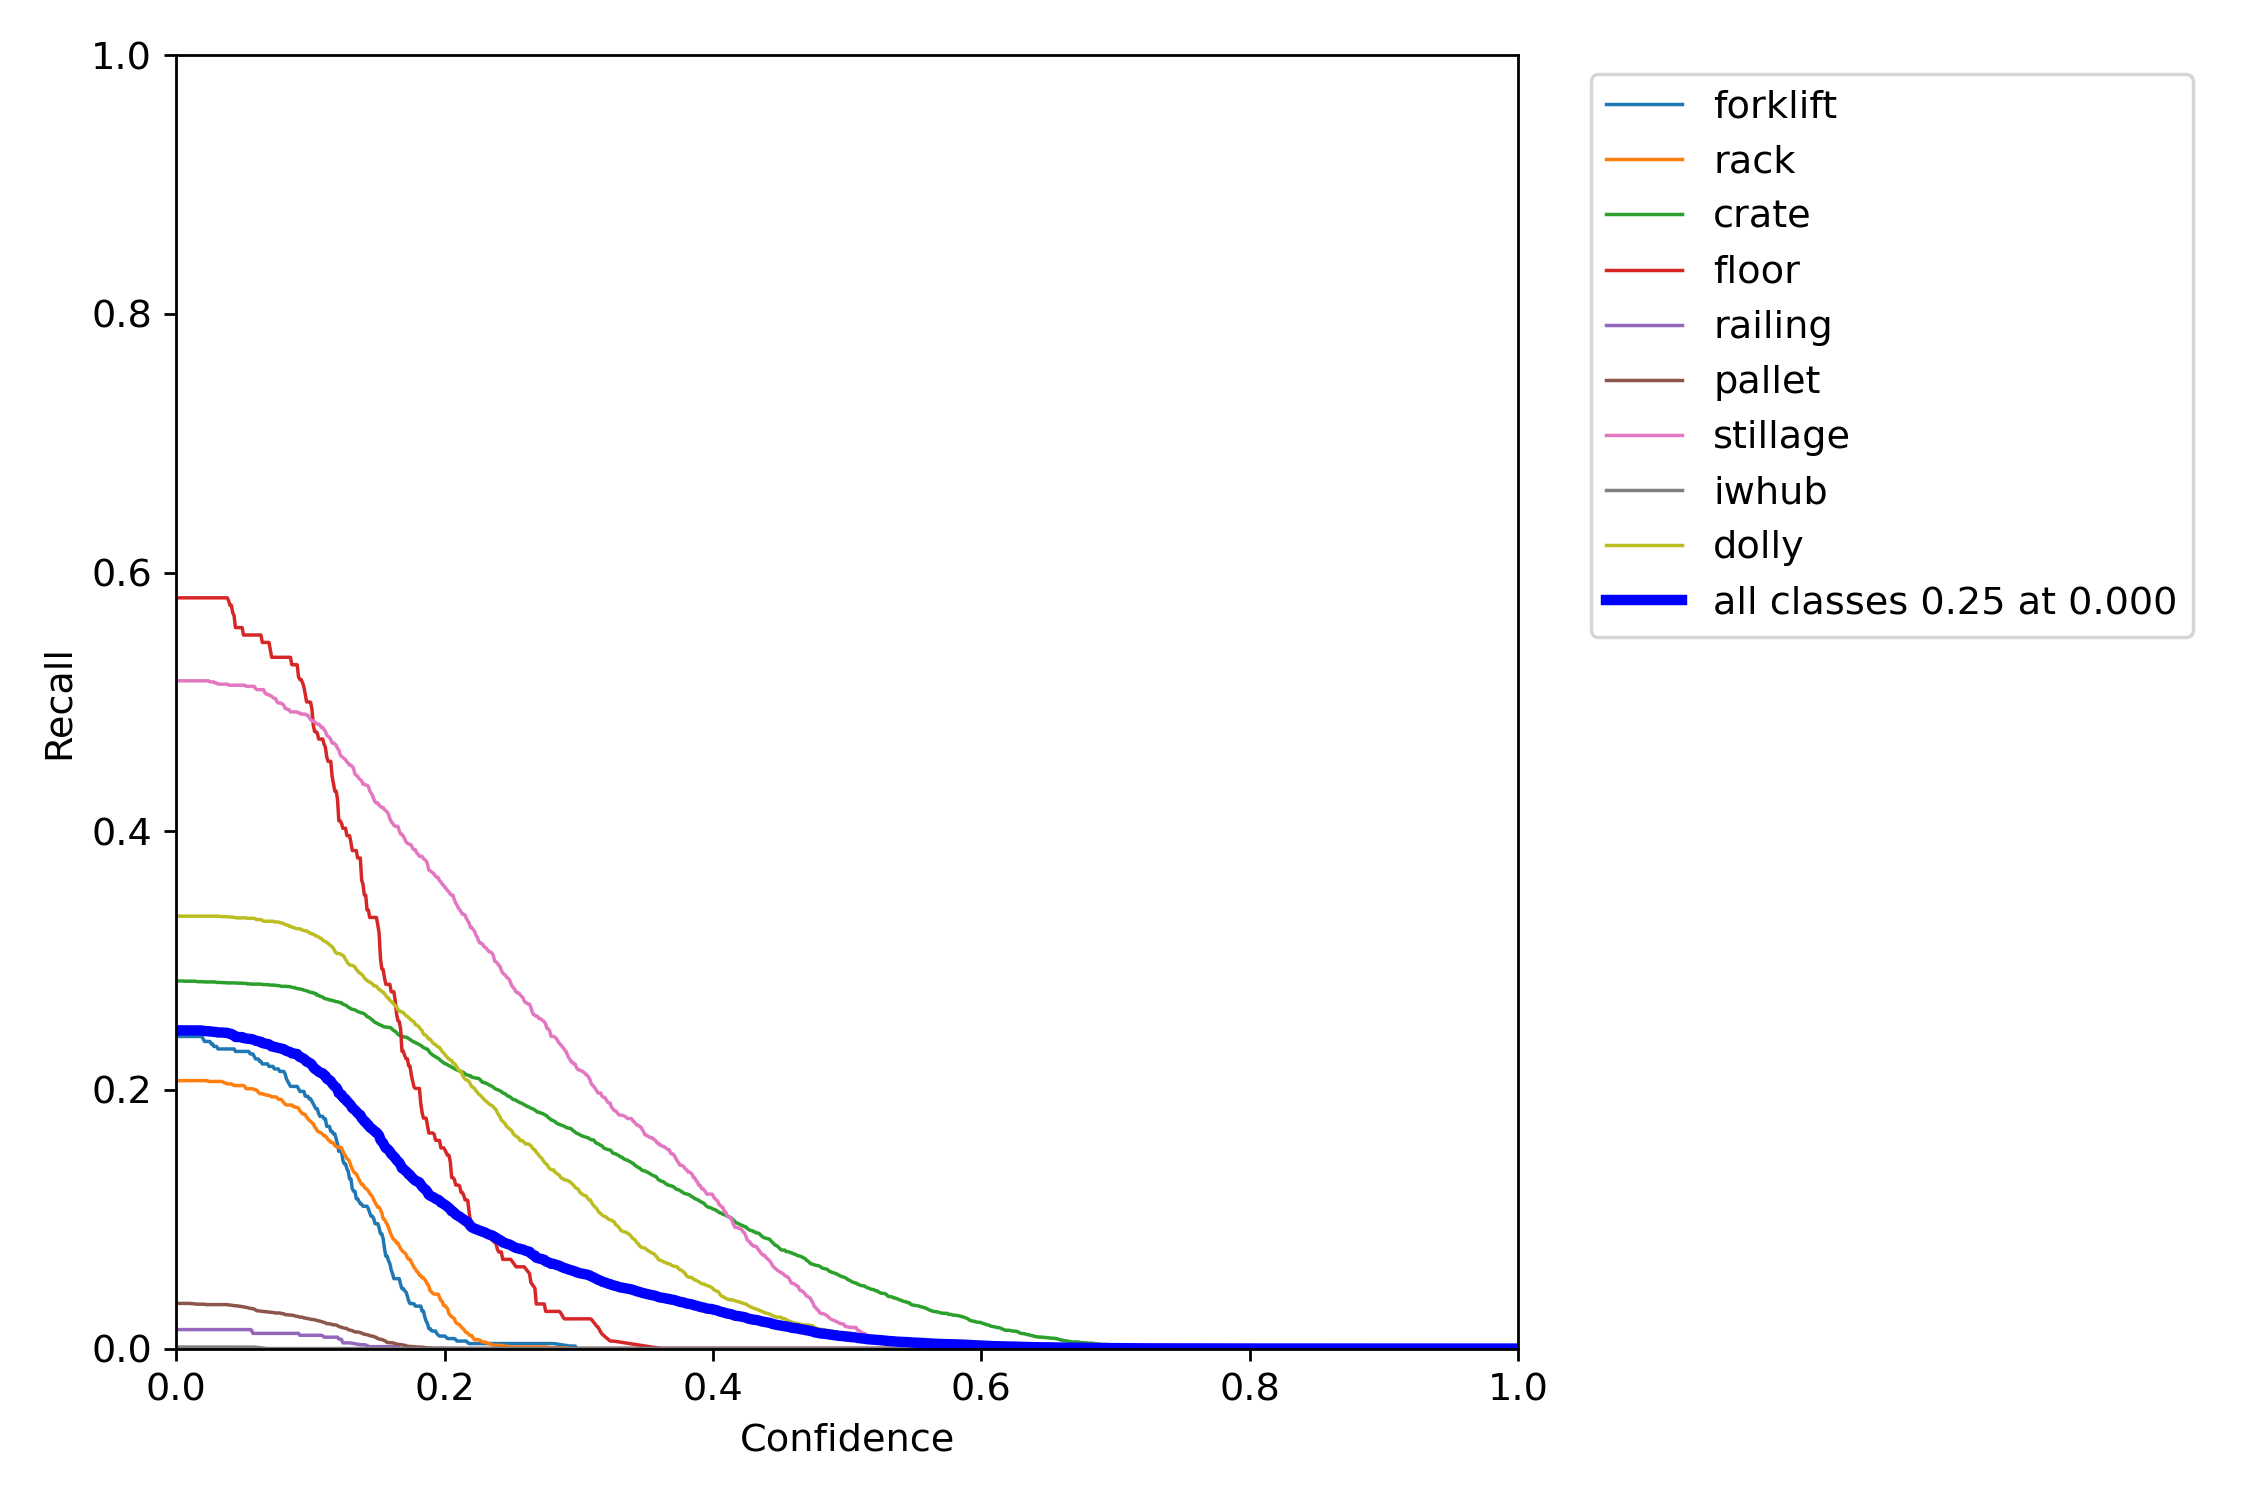 1.0
0.8
0.6
0.4
0.2
0.0
Recall
0.0 0.2 0.4 0.6 0.8 1.0
Confidence
forklift
rack
crate
floor
railing
pallet
stillage
iwhub
dolly
all classes 0.25 at 0.000